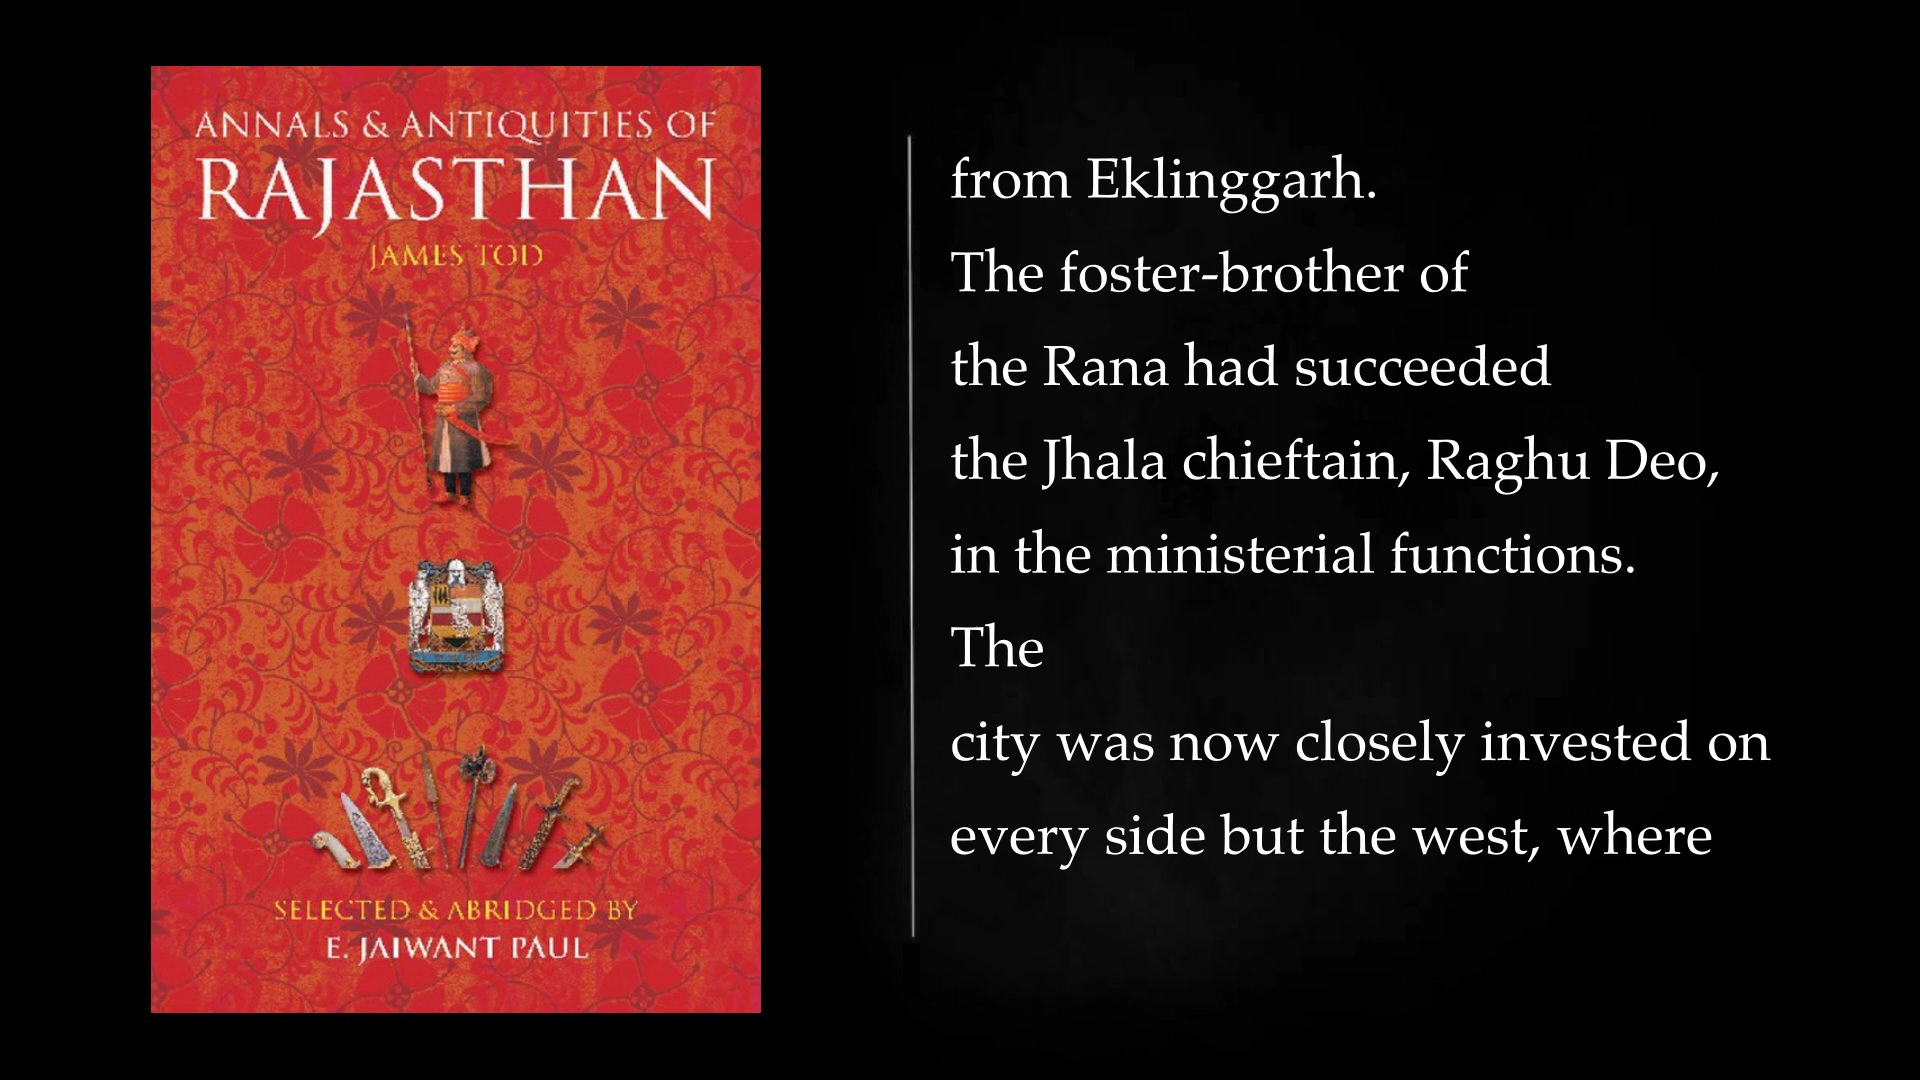 ANNALS & ANTIQUITIES OF
RAJASTHAN
JAMES TOD
SELECTED & ABRIDGED BY
E. JAIWANT PAUL
from Eklinggarh.
The foster-brother of
the Rana had succeeded
the Jhala chieftain, Raghu Deo,
in the ministerial functions.
The
city was now closely invested on
every side but the west, where